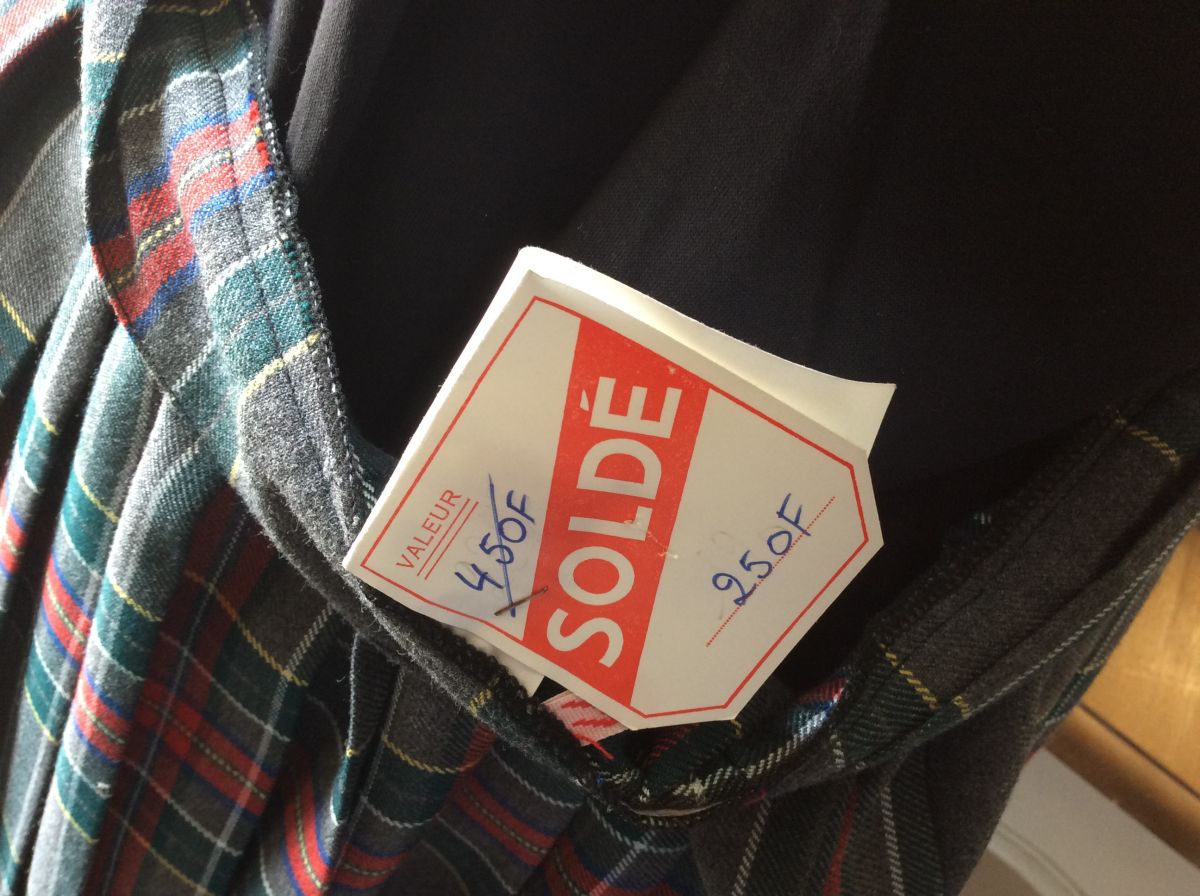 VALEUR
450F
SOLDÉ
250F